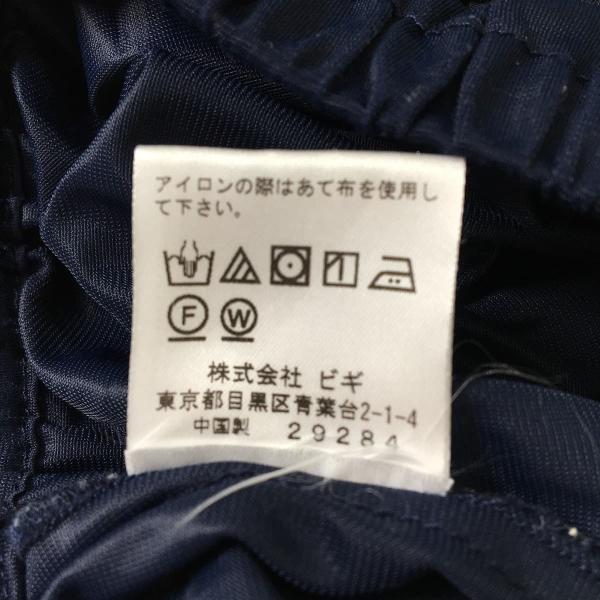 アイロンの際はあて布を使用し
て下さい。
F W
株式会社 ビギ
東京都目黒区青葉台2-1-4
中国製 29284